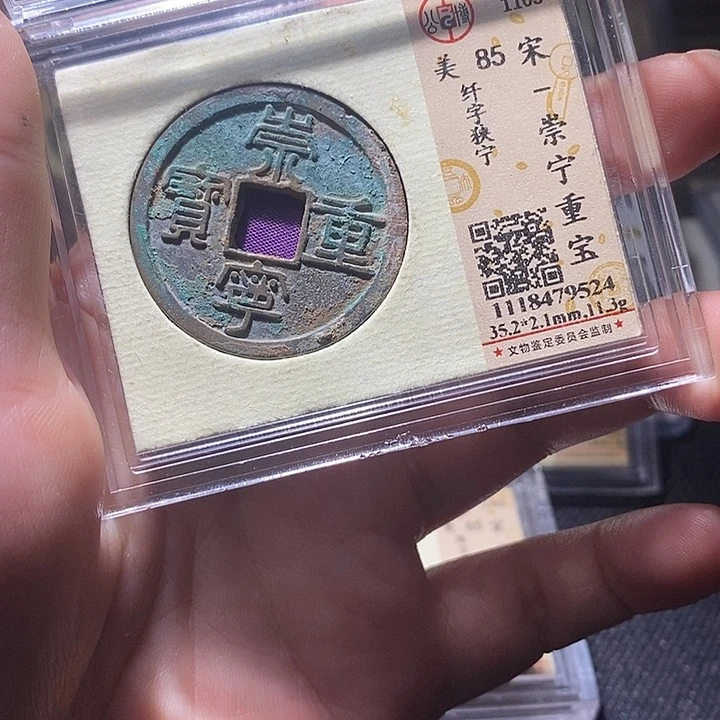 崇寧重寶
1103
宋－崇宁重宝
美 85
纤字狭宁
1118479524
35.2*2.1mm,11.3g
★ 文物鉴定委员会监制 ★